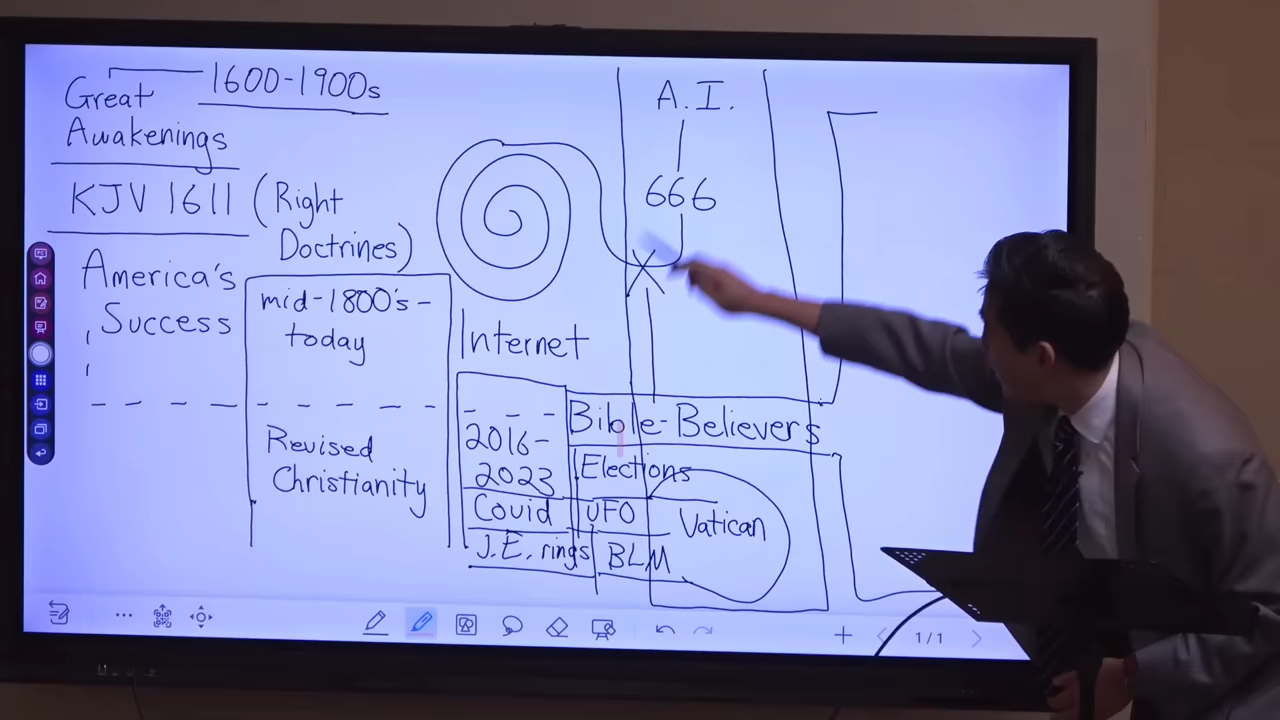 1600-1900s
Great
Awakenings
KJV 1611 (Right
Doctrines)
America's
Success
mid-1800's-
today
Revised
Christianity
Internet
A.I.
666
X
Bible-Believers
2016-
2023
Elections
Covid
UFO
Vatican
J.E. rings
BLM
1/1